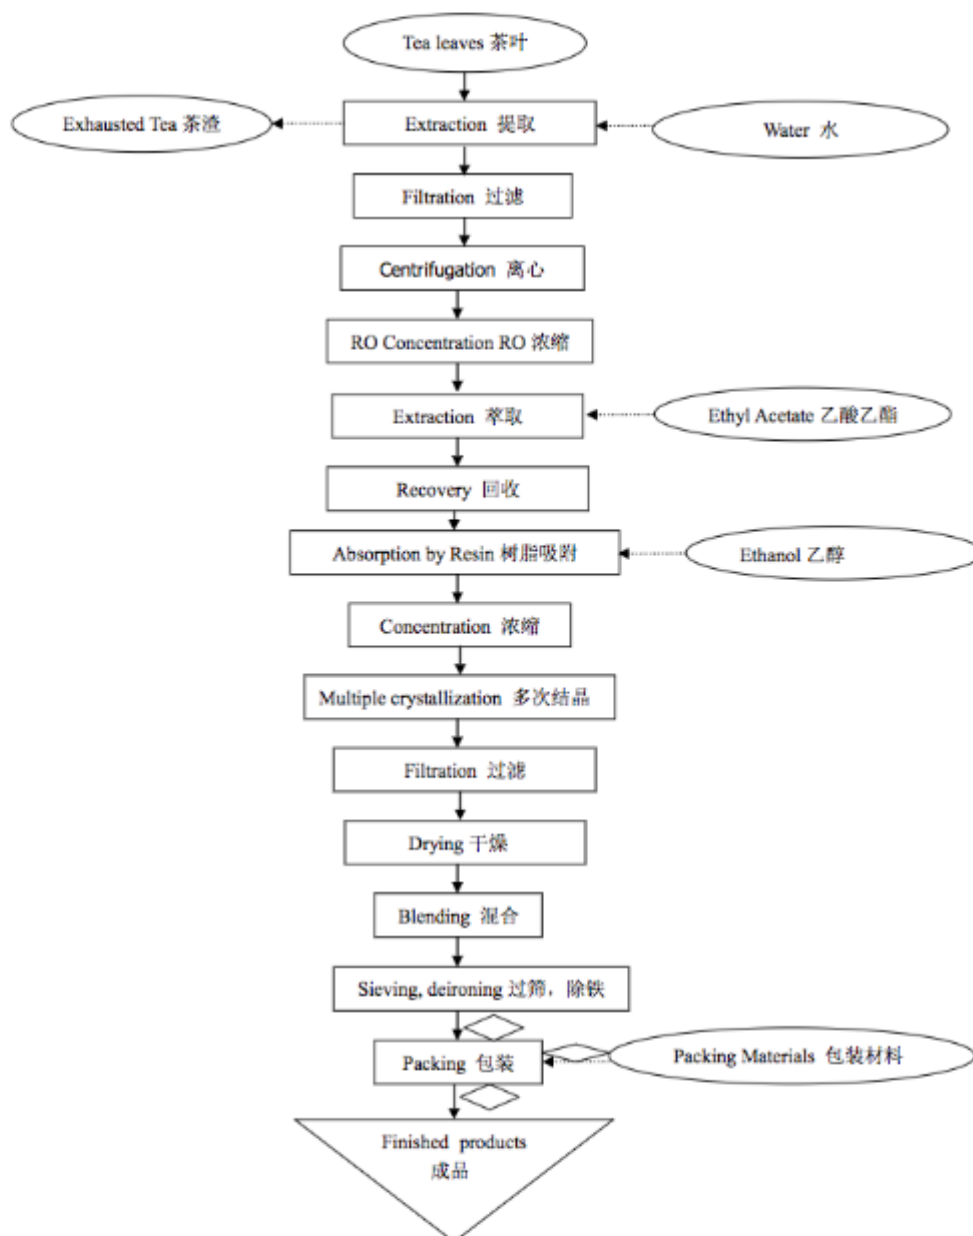 Tea leaves 茶叶
Exhausted Tea 茶渣
Extraction 提取
Water 水
Filtration 过滤
Centrifugation 离心
RO Concentration RO 浓缩
Extraction 萃取
Ethyl Acetate 乙酸乙酯
Recovery 回收
Absorption by Resin 树脂吸附
Ethanol 乙醇
Concentration 浓缩
Multiple crystallization 多次结晶
Filtration 过滤
Drying 干燥
Blending 混合
Sieving, deironing 过筛，除铁
Packing 包装
Packing Materials 包装材料
Finished products
成品